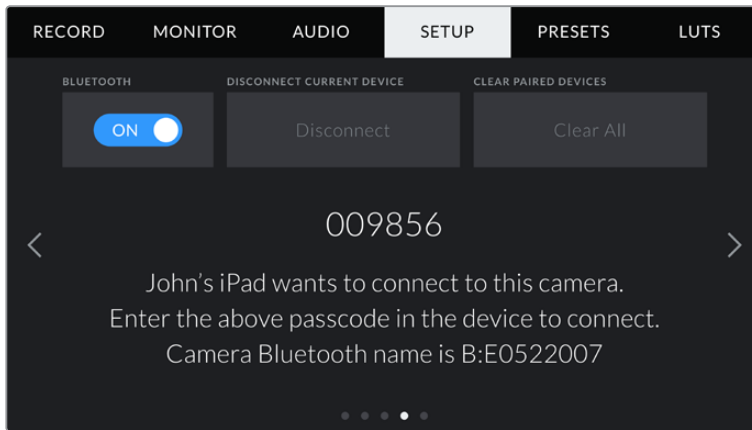 RECORD MONITOR AUDIO SETUP PRESETS LUTS
BLUETOOTH DISCONNECT CURRENT DEVICE CLEAR PAIRED DEVICES
ON Disconnect Clear All
009856
John's iPad wants to connect to this camera.
Enter the above passcode in the device to connect.
Camera Bluetooth name is B:E0522007